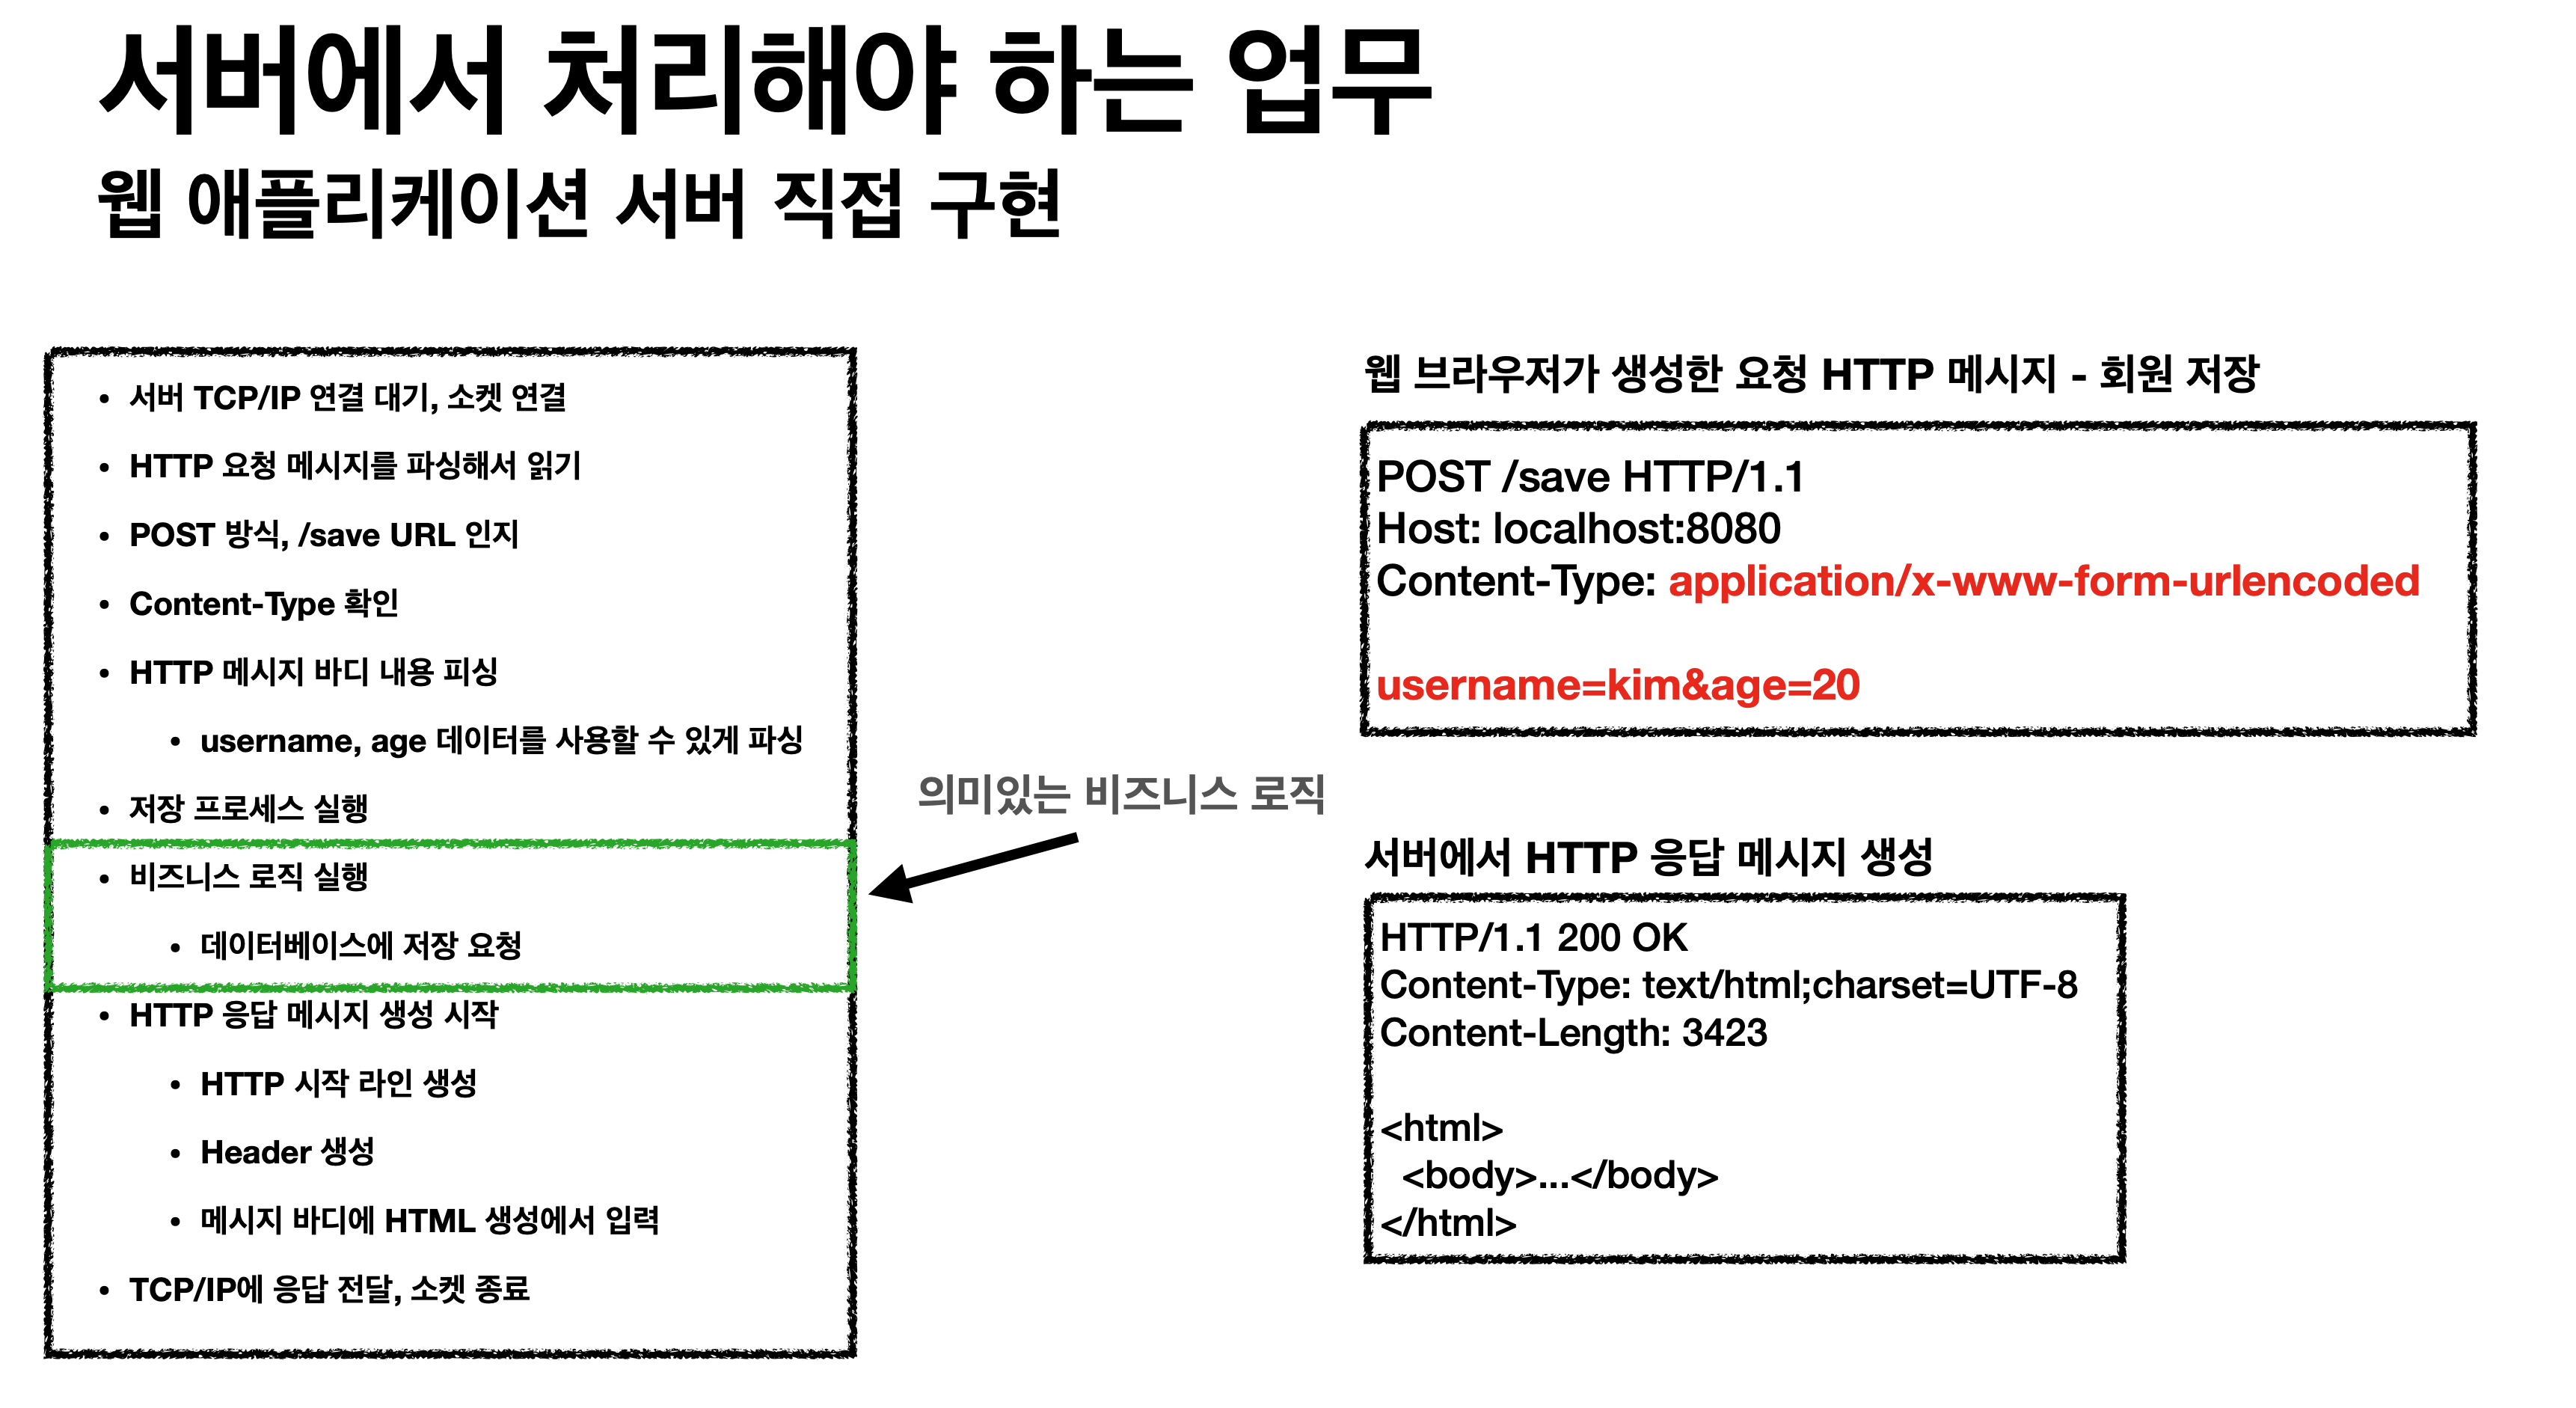 서버에서 처리해야 하는 업무
웹 애플리케이션 서버 직접 구현
• 서버 TCP/IP 연결 대기, 소켓 연결
• HTTP 요청 메시지를 파싱해서 읽기
• POST 방식, /save URL 인지
• Content-Type 확인
• HTTP 메시지 바디 내용 피싱
• username, age 데이터를 사용할 수 있게 파싱
• 저장 프로세스 실행
• 비즈니스 로직 실행
• 데이터베이스에 저장 요청
• HTTP 응답 메시지 생성 시작
• HTTP 시작 라인 생성
• Header 생성
• 메시지 바디에 HTML 생성에서 입력
• TCP/IP에 응답 전달, 소켓 종료
의미있는 비즈니스 로직
웹 브라우저가 생성한 요청 HTTP 메시지 - 회원 저장
POST /save HTTP/1.1
Host: localhost:8080
Content-Type: application/x-www-form-urlencoded
username=kim&age=20
서버에서 HTTP 응답 메시지 생성
HTTP/1.1 200 OK
Content-Type: text/html;charset=UTF-8
Content-Length: 3423
<html>
<body>...</body>
</html>